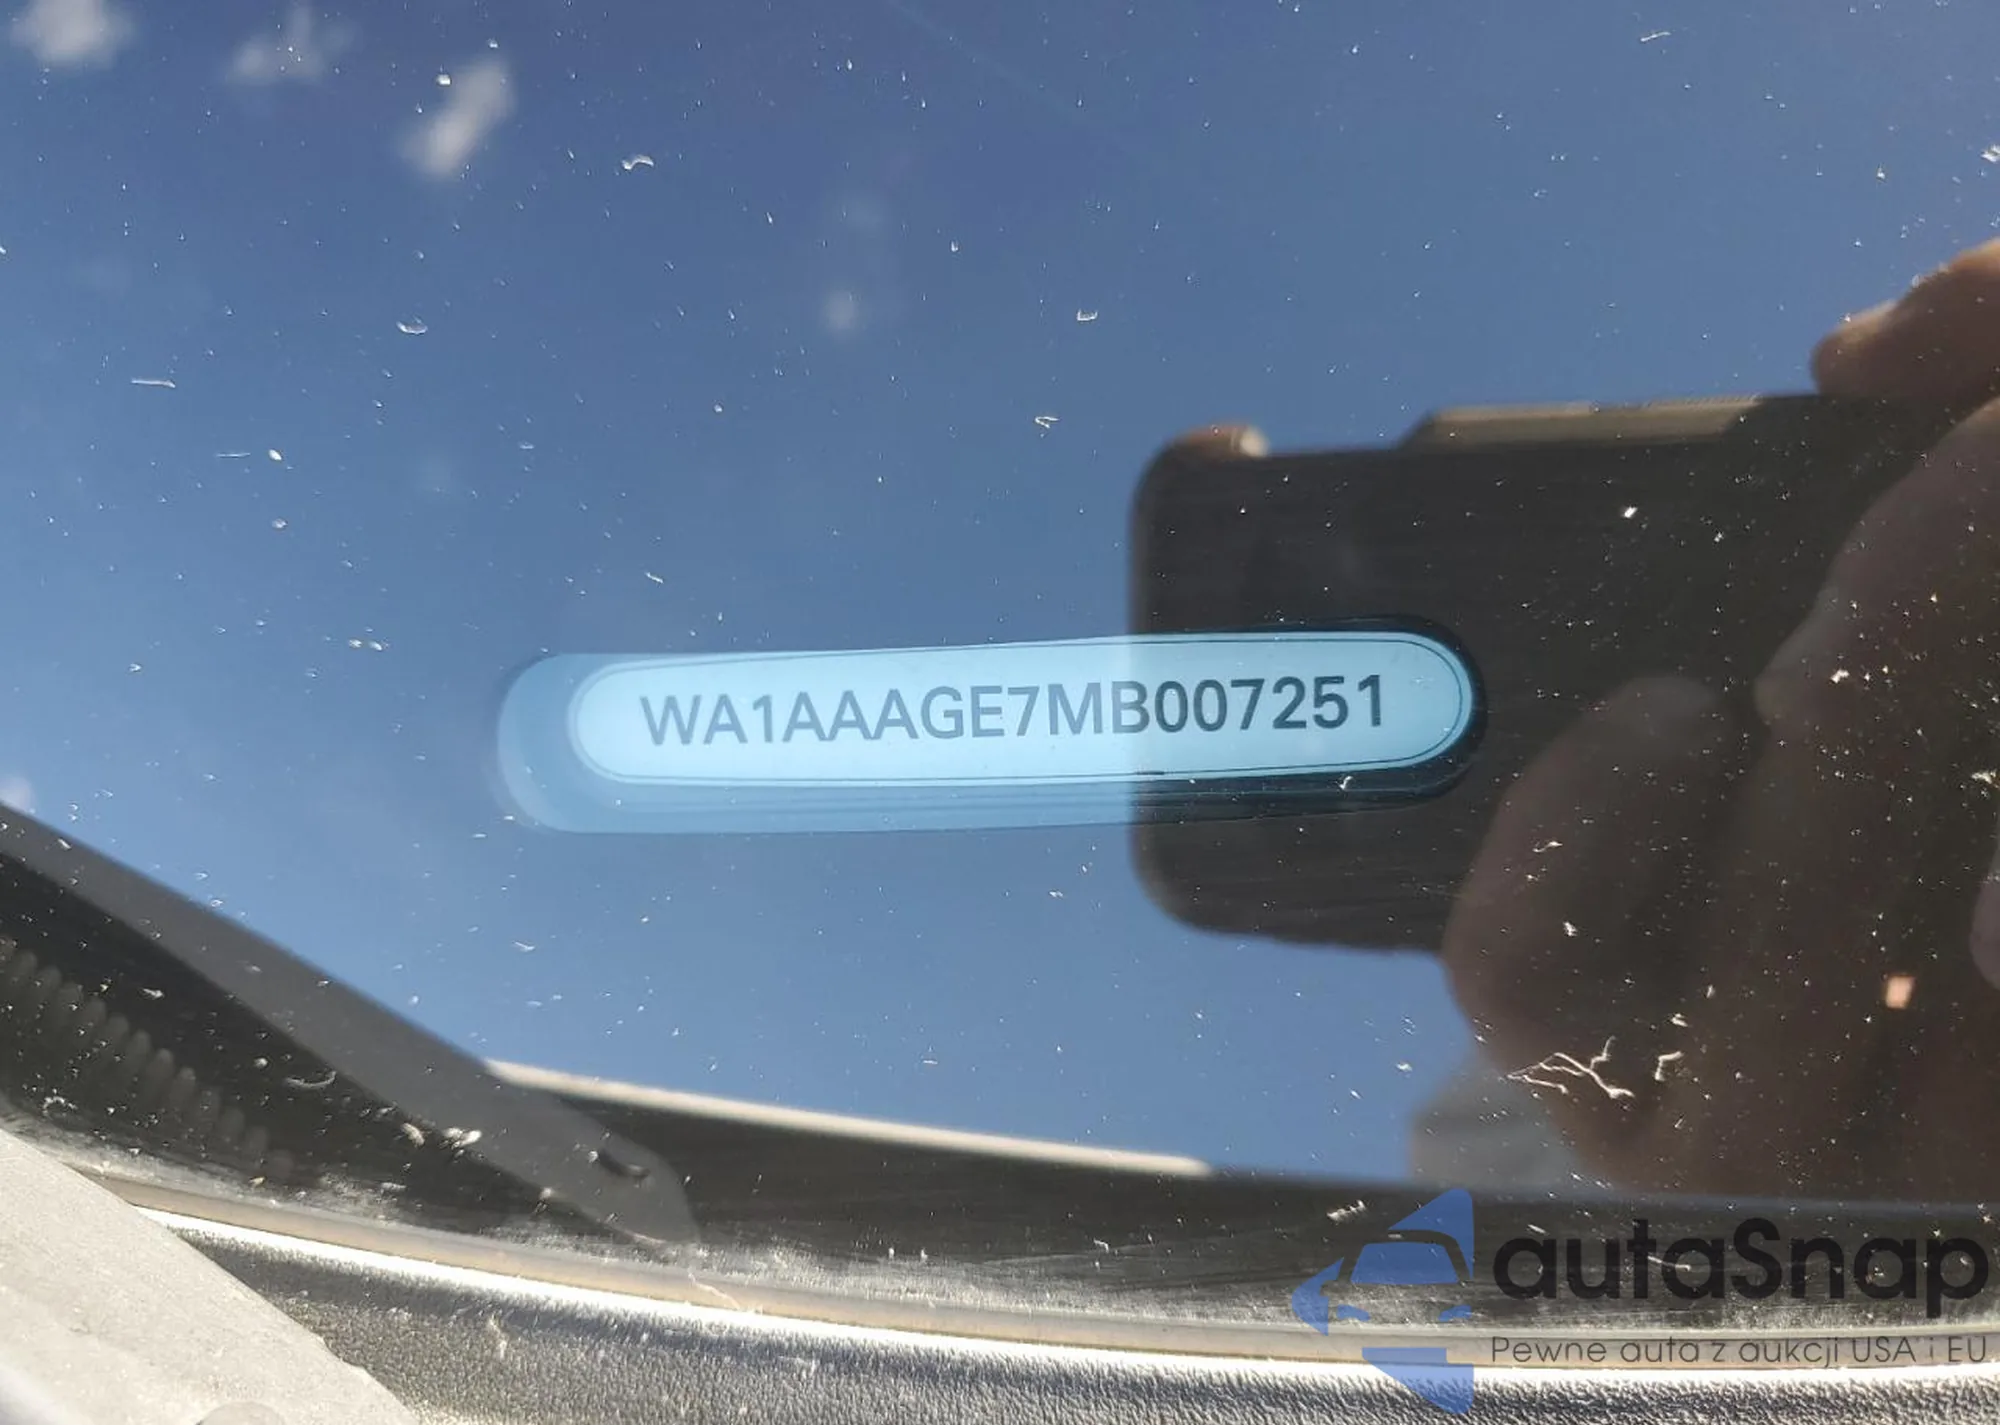 WA1AAAGE7MB007251
autaSnap
Pewne auta z aukcji USA i EU